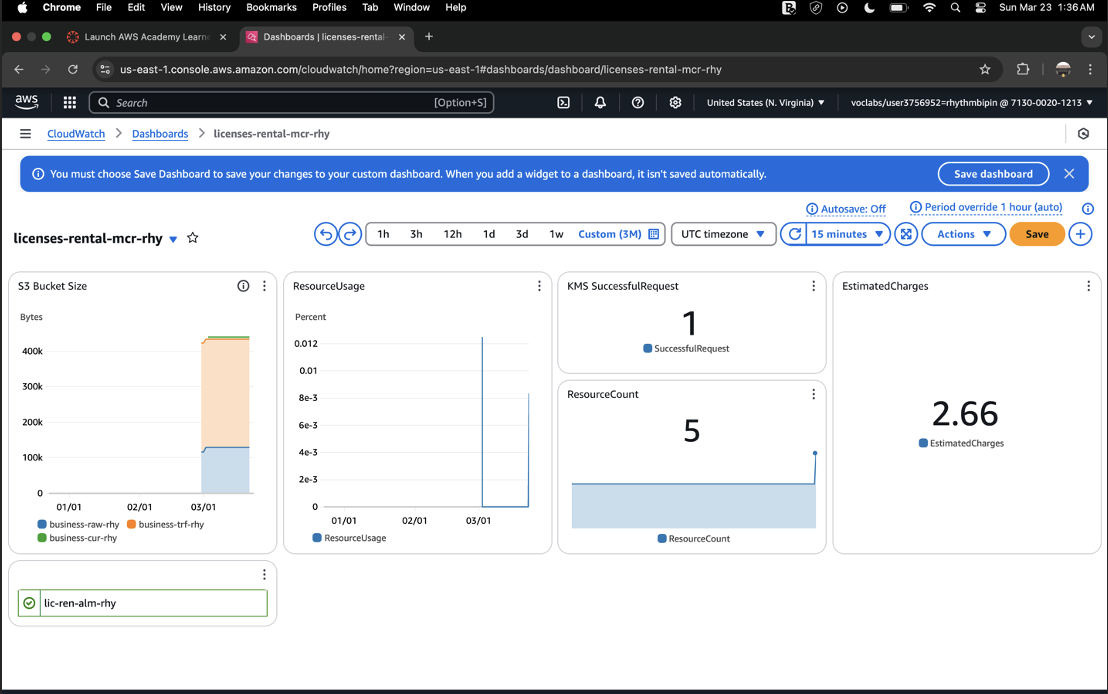 Chrome File Edit View History Bookmarks Profiles Tab Window Help Sun Mar 23 1:36 AM
Launch AWS Academy Learn Dashboards | licenses-rental-
us-east-1.console.aws.amazon.com/cloudwatch/home?region=us-east-1#dashboards/dashboard/licenses-rental-mcr-rhy
aws Search [Option+S] United States (N. Virginia) voclabs/user3756952=rhythmbipin @ 7130-0020-1213
CloudWatch Dashboards licenses-rental-mcr-rhy
You must choose Save Dashboard to save your changes to your custom dashboard. When you add a widget to a dashboard, it isn't saved automatically. Save dashboard
Autosave: Off Period override 1 hour (auto)
licenses-rental-mcr-rhy 1h 3h 12h 1d 3d 1w Custom (3M) UTC timezone 15 minutes Actions Save
S3 Bucket Size
Bytes
400k
300k
200k
100k
0
01/01 02/01 03/01
business-raw-rhy business-trf-rhy
business-cur-rhy
ResourceUsage
Percent
0.012
0.01
8e-3
6e-3
4e-3
2e-3
0
01/01 02/01 03/01
ResourceUsage
KMS SuccessfulRequest
1
SuccessfulRequest
ResourceCount
5
ResourceCount
EstimatedCharges
2.66
EstimatedCharges
lic-ren-alm-rhy